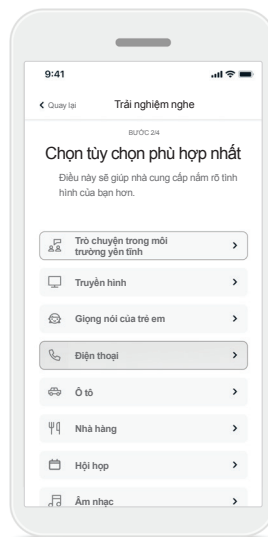 9:41
Quay lại Trải nghiệm nghe
BƯỚC 2/4
Chọn tùy chọn phù hợp nhất
Điều này sẽ giúp nhà cung cấp nắm rõ tình
hình của bạn hơn.
Trò chuyện trong môi
trường yên tĩnh
Truyền hình
Giọng nói của trẻ em
Điện thoại
Ô tô
Nhà hàng
Hội họp
Âm nhạc